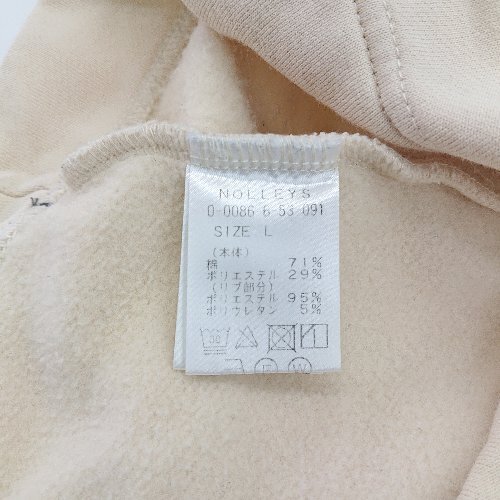 NOLLEYS
0-0086-6-53-091
SIZE L
(本体)
綿 71%
ポリエステル 29%
(リブ部分)
ポリエステル 95%
ポリウレタン 5%
30
P W